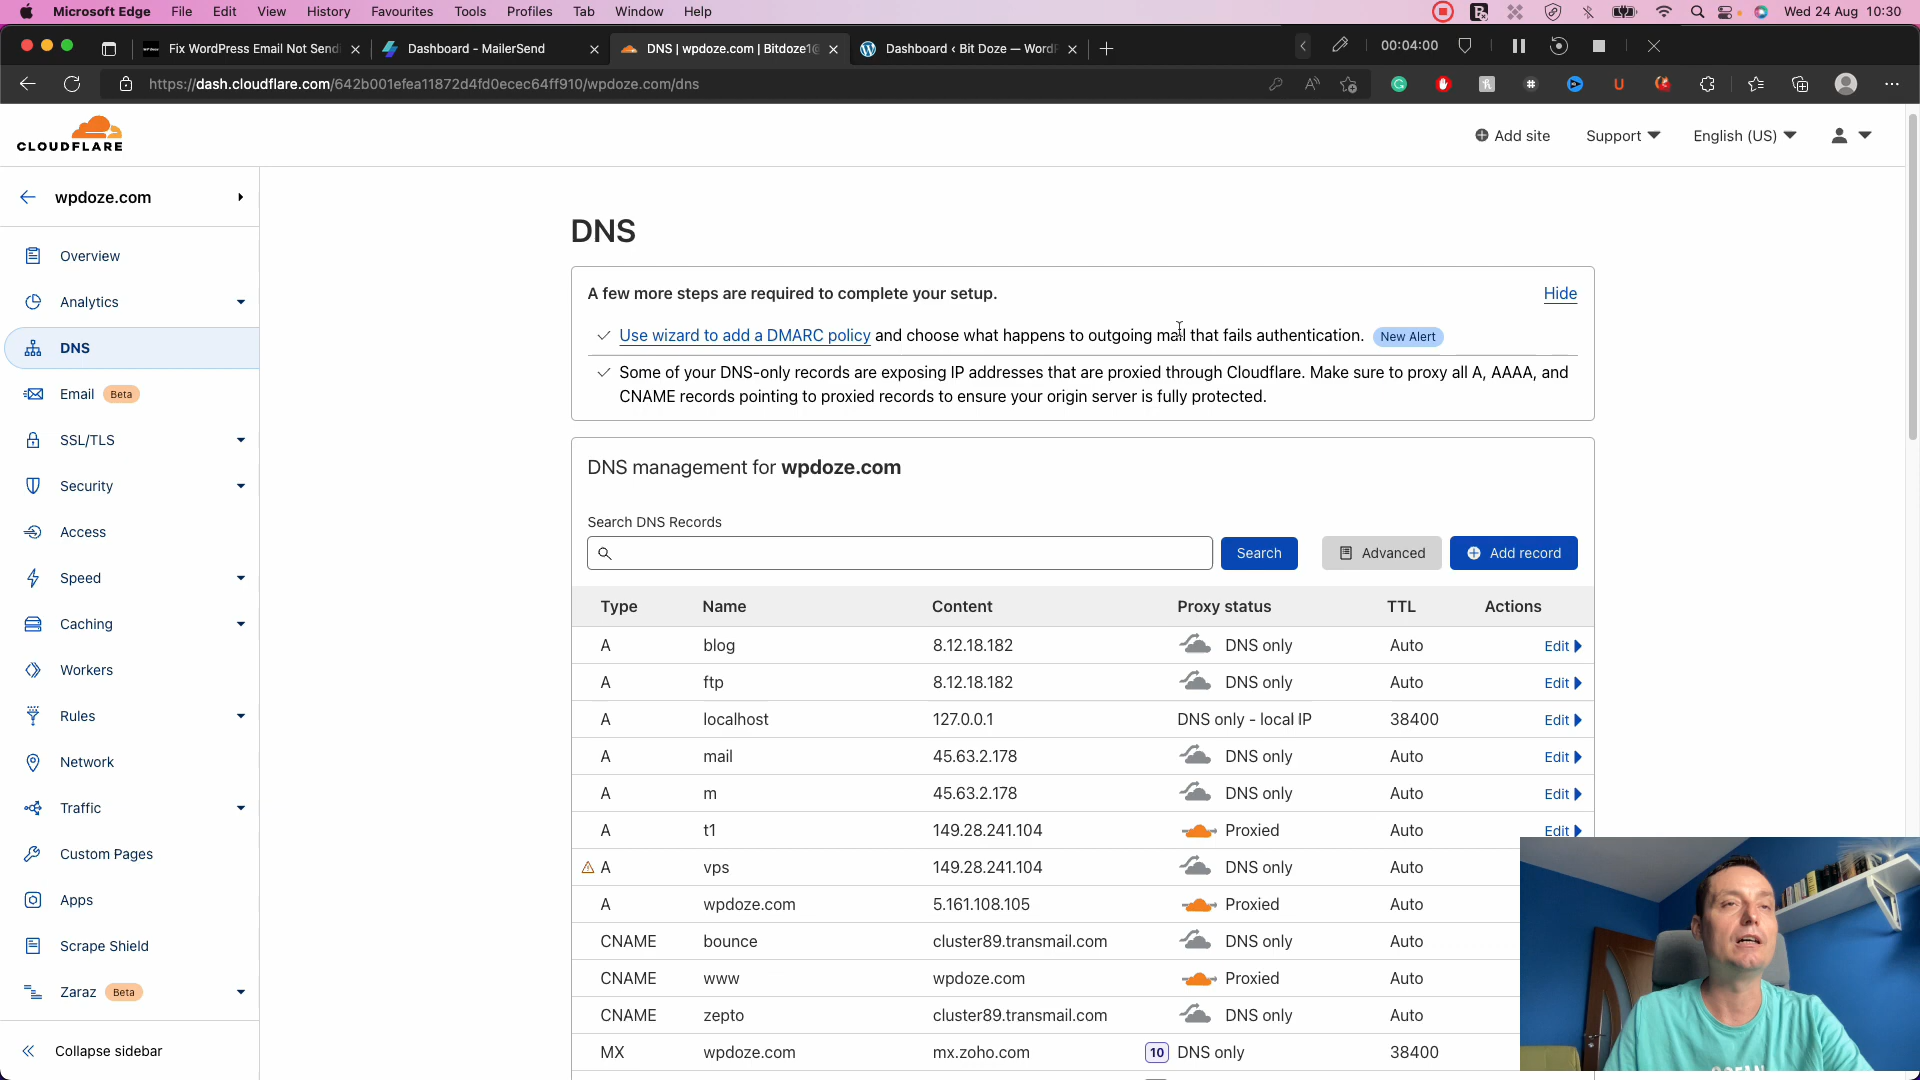 Microsoft Edge File Edit View History Favourites Tools Profiles Tab Window Help Wed 24 Aug 10:30
Fix WordPress Email Not Sendi
Dashboard - MailerSend
DNS | wpdoze.com | Bitdoze1@
Dashboard ‹ Bit Doze — WordP
00:04:00
https://dash.cloudflare.com/642b001efea11872d4fd0ecec64ff910/wpdoze.com/dns
CLOUDFLARE
Add site Support English (US)
wpdoze.com
Overview
Analytics
DNS
Email Beta
SSL/TLS
Security
Access
Speed
Caching
Workers
Rules
Network
Traffic
Custom Pages
Apps
Scrape Shield
Zaraz Beta
Collapse sidebar
DNS
A few more steps are required to complete your setup. Hide
Use wizard to add a DMARC policy and choose what happens to outgoing mail that fails authentication. New Alert
Some of your DNS-only records are exposing IP addresses that are proxied through Cloudflare. Make sure to proxy all A, AAAA, and
CNAME records pointing to proxied records to ensure your origin server is fully protected.
DNS management for wpdoze.com
Search DNS Records
Search Advanced Add record
Type Name Content Proxy status TTL Actions
A blog 8.12.18.182 DNS only Auto Edit
A ftp 8.12.18.182 DNS only Auto Edit
A localhost 127.0.0.1 DNS only - local IP 38400 Edit
A mail 45.63.2.178 DNS only Auto Edit
A m 45.63.2.178 DNS only Auto Edit
A t1 149.28.241.104 Proxied Auto Edit
A vps 149.28.241.104 DNS only Auto
A wpdoze.com 5.161.108.105 Proxied Auto
CNAME bounce cluster89.transmail.com DNS only Auto
CNAME www wpdoze.com Proxied Auto
CNAME zepto cluster89.transmail.com DNS only Auto
MX wpdoze.com mx.zoho.com 10 DNS only 38400